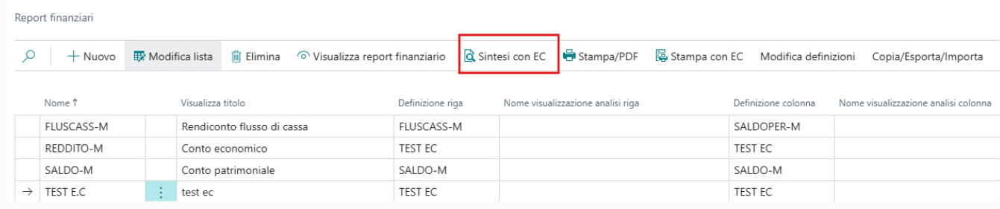 Report finanziari
Nuovo Modifica lista Elimina Visualizza report finanziario Sintesi con EC Stampa/PDF Stampa con EC Modifica definizioni Copia/Esporta/Importa
Nome ↑ Visualizza titolo Definizione riga Nome visualizzazione analisi riga Definizione colonna Nome visualizzazione analisi colonna
FLUSCASS-M Rendiconto flusso di cassa FLUSCASS-M SALDOPER-M
REDDITO-M Conto economico TEST EC TEST EC
SALDO-M Conto patrimoniale SALDO-M SALDO-M
→ TEST E.C test ec TEST EC TEST EC